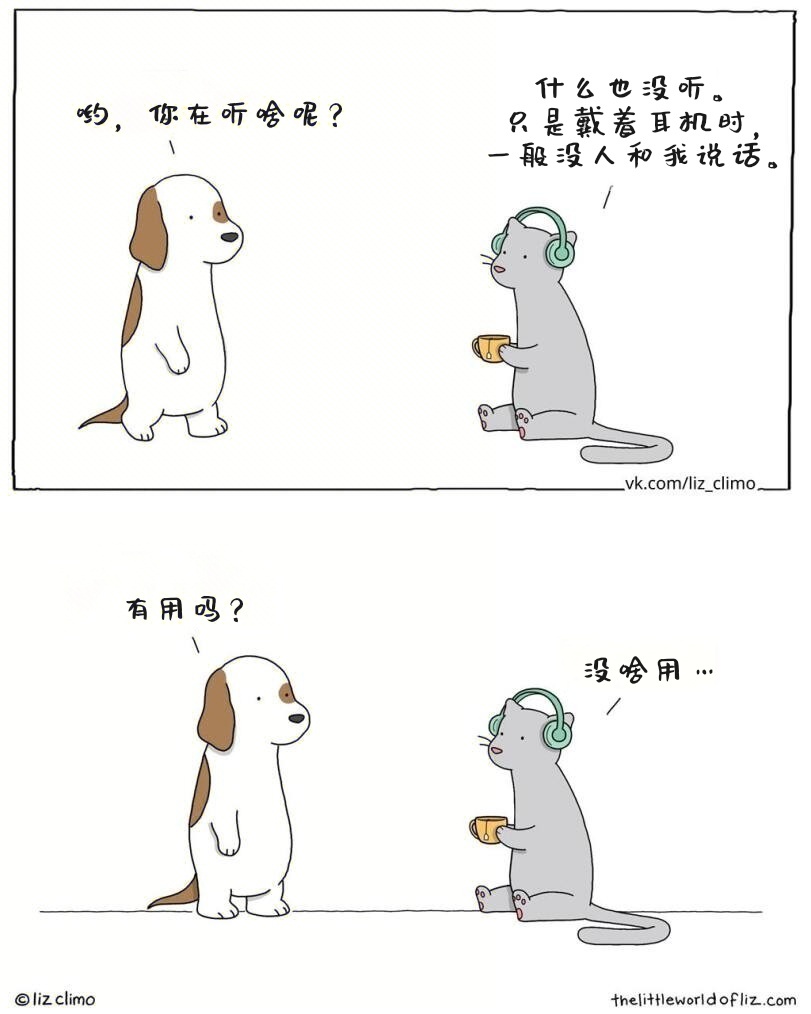 哟，你在听啥呢？
什么也没听。
只是戴着耳机时，
一般没人和我说话。
vk.com/liz_climo
有用吗？
没啥用…
© liz climo
thelittleworldofliz.com